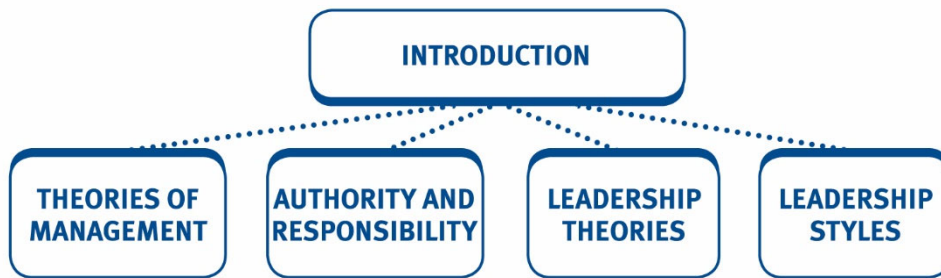 INTRODUCTION
THEORIES OF
MANAGEMENT
AUTHORITY AND
RESPONSIBILITY
LEADERSHIP
THEORIES
LEADERSHIP
STYLES